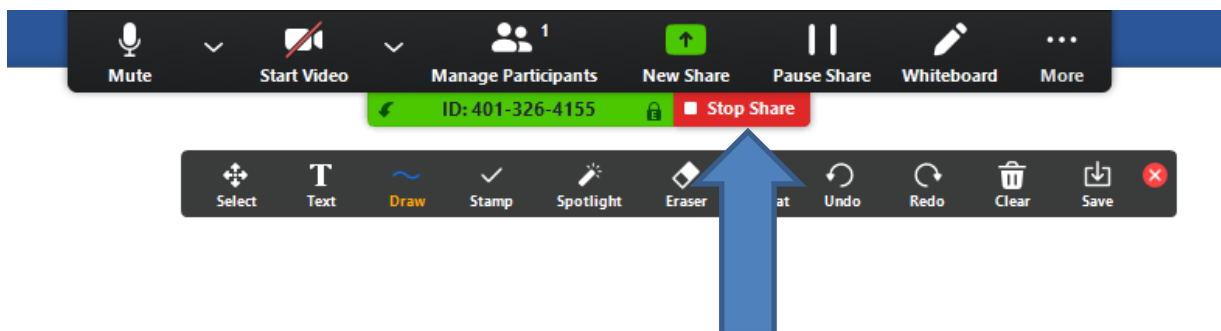 1
Mute Start Video Manage Participants New Share Pause Share Whiteboard More
ID: 401-326-4155 Stop Share
Select Text Draw Stamp Spotlight Eraser Undo Redo Clear Save